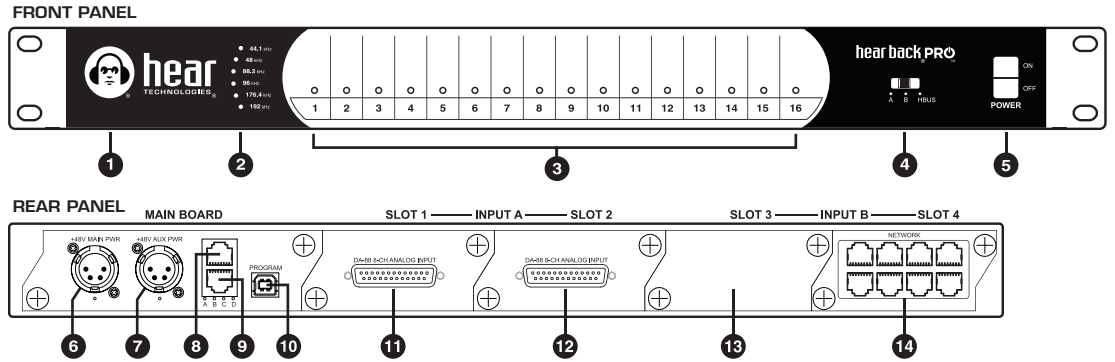 FRONT PANEL
hear
TECHNOLOGIES
®
44.1 kHz
48 kHz
88.2 kHz
96 kHz
176.4 kHz
192 kHz
1 2 3 4 5 6 7 8 9 10 11 12 13 14 15 16
hear back PRO
A B HBUS
ON
OFF
POWER
1 2 3 4 5
REAR PANEL
MAIN BOARD
SLOT 1 INPUT A SLOT 2
SLOT 3 INPUT B SLOT 4
+48V MAIN PWR
+48V AUX PWR
PROGRAM
A B C D
DA-88 8-CH ANALOG INPUT
DA-88 8-CH ANALOG INPUT
NETWORK
6 7 8 9 10 11 12 13 14